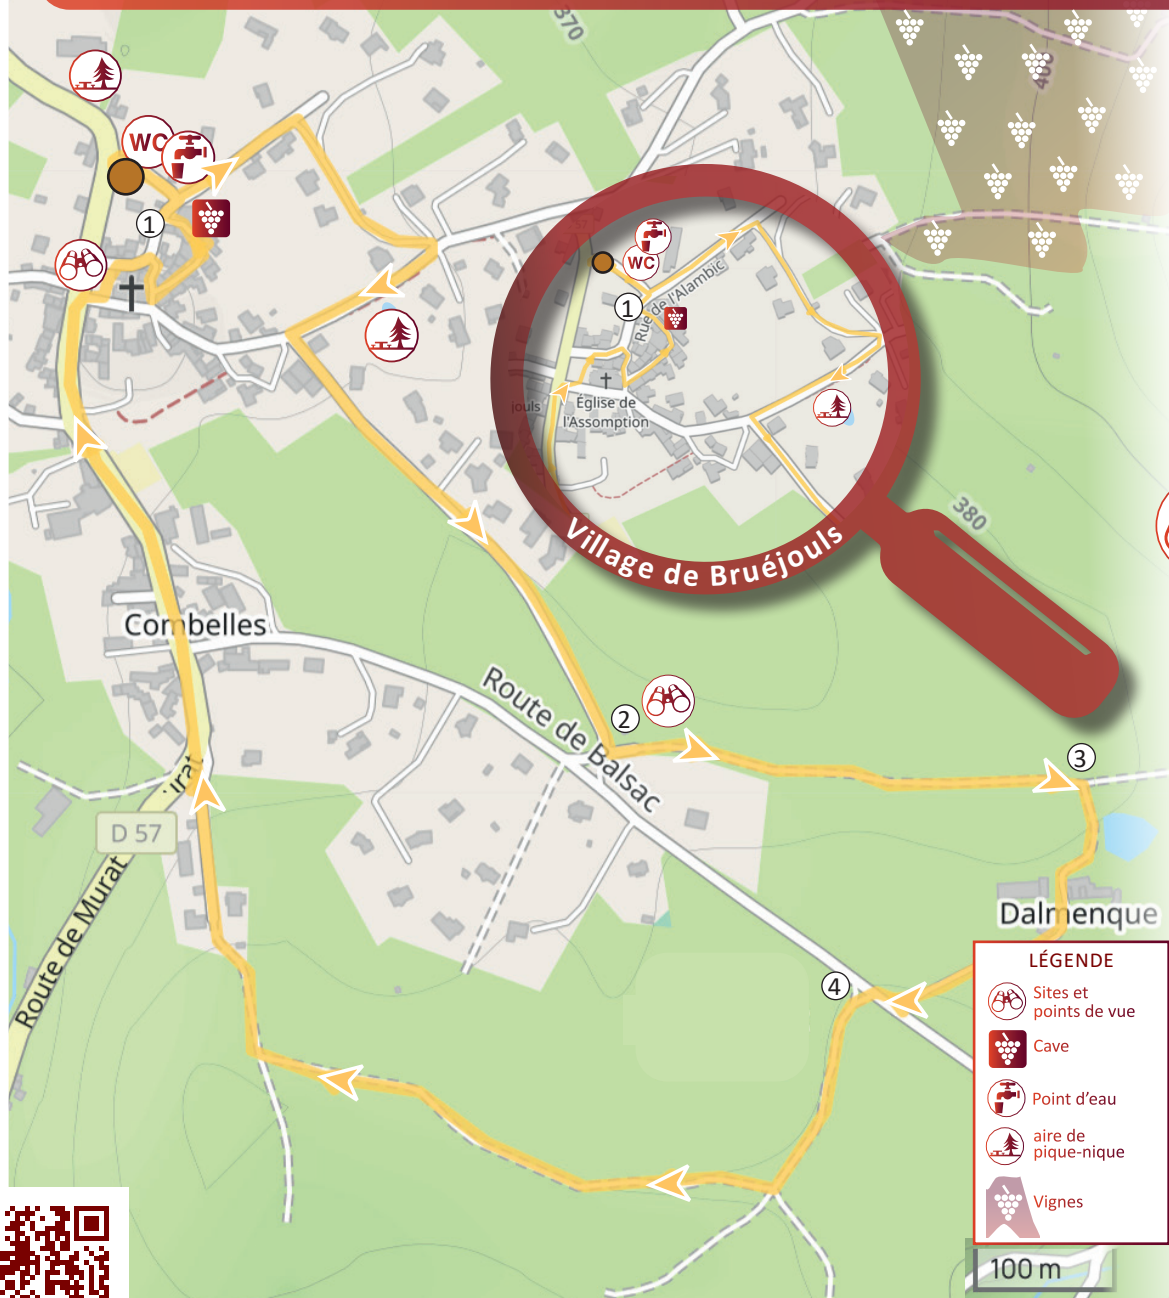 370
400
WC
1
WC
1
Rue de l'Alambic
jouls
Église de
l'Assomption
Village de Bruéjouls
380
Combelles
Route de Balsac
2
3
urat
D 57
Route de Murat
Dalmenque
4
LÉGENDE
Sites et
points de vue
Cave
Point d'eau
aire de
pique-nique
Vignes
100 m